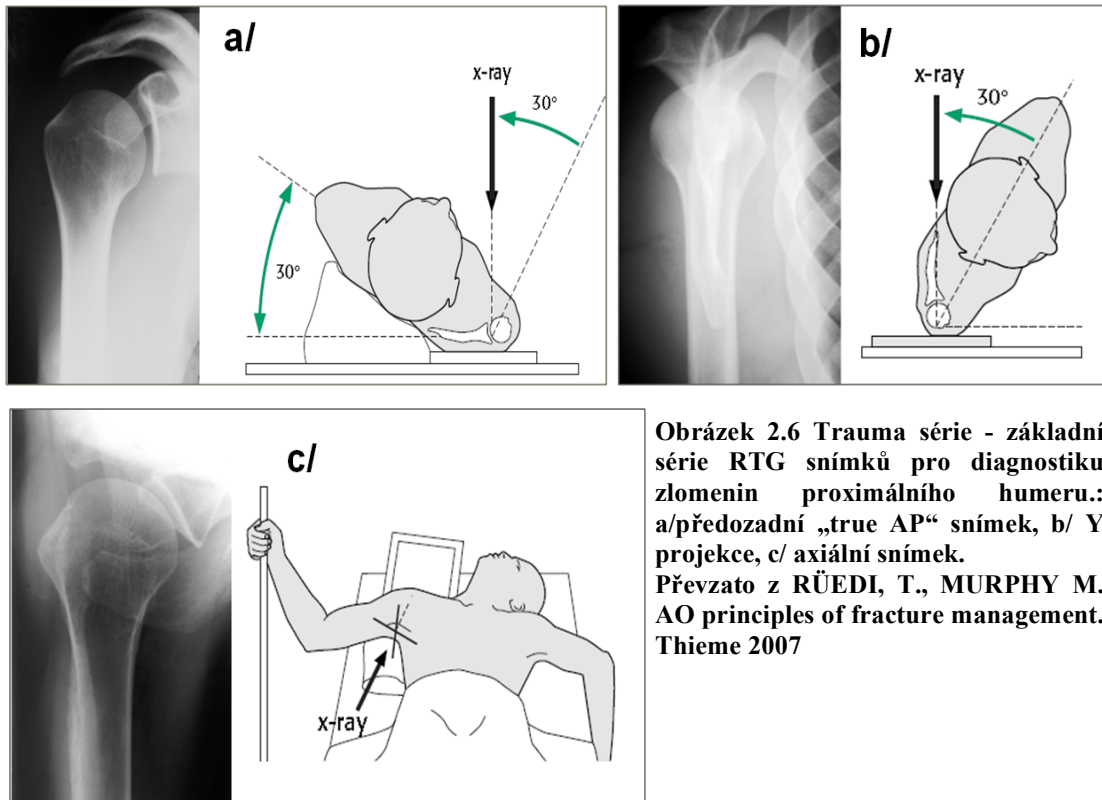 a/
x-ray
30°
30°
b/
x-ray
30°
c/
x-ray
Obrázek 2.6 Trauma série - základní
série RTG snímků pro diagnostiku
zlomenin proximálního humeru.:
a/předozadní „true AP“ snímek, b/ Y
projekce, c/ axiální snímek.
Převzato z RÜEDI, T., MURPHY M.
AO principles of fracture management.
Thieme 2007